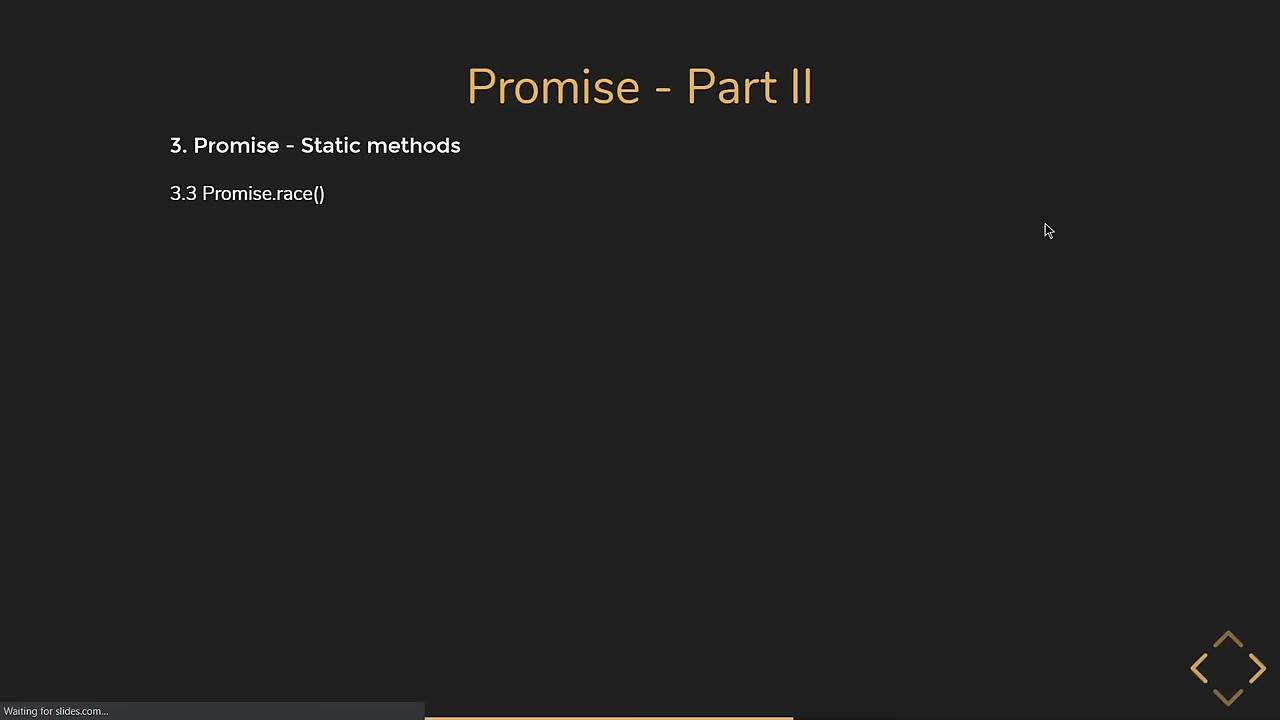 Promise - Part II
3. Promise - Static methods
3.3 Promise.race()
Waiting for slides.com...